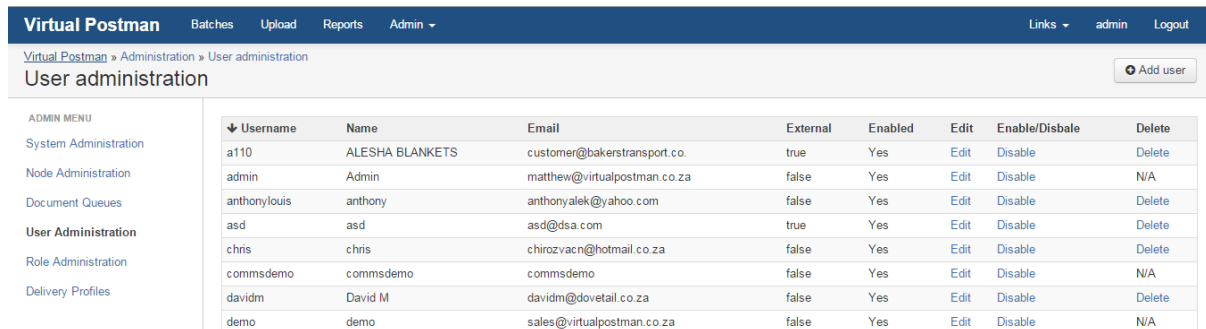 Virtual Postman Batches Upload Reports Admin Links admin Logout
Virtual Postman » Administration » User administration
User administration
Add user
ADMIN MENU
System Administration
Node Administration
Document Queues
User Administration
Role Administration
Delivery Profiles
Username Name Email External Enabled Edit Enable/Disbale Delete
a110 ALESHA BLANKETS customer@bakerstransport.co. true Yes Edit Disable Delete
admin Admin matthew@virtualpostman.co.za false Yes Edit Disable N/A
anthonylouis anthony anthonyalek@yahoo.com false Yes Edit Disable Delete
asd asd asd@dsa.com true Yes Edit Disable Delete
chris chris chirozvacn@hotmail.co.za false Yes Edit Disable Delete
commsdemo commsdemo commsdemo false Yes Edit Disable N/A
davidm David M davidm@dovetail.co.za false Yes Edit Disable Delete
demo demo sales@virtualpostman.co.za false Yes Edit Disable N/A